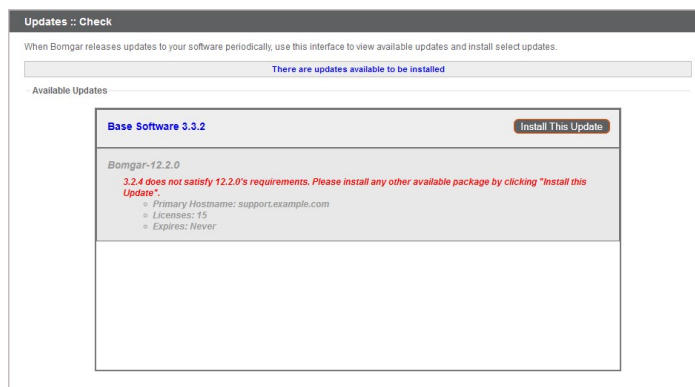 Updates :: Check
When Bomgar releases updates to your software periodically, use this interface to view available updates and install select updates.
There are updates available to be installed
Available Updates
Base Software 3.3.2
Install This Update
Bomgar-12.2.0
3.2.4 does not satisfy 12.2.0's requirements. Please install any other available package by clicking "Install this
Update".
Primary Hostname: support.example.com
Licenses: 15
Expires: Never